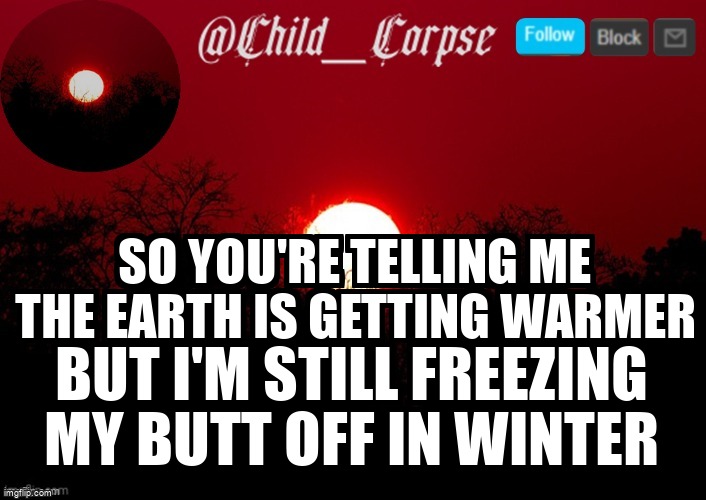 @Child_Corpse
Follow
Block
SO YOU'RE TELLING ME
THE EARTH IS GETTING WARMER
BUT I'M STILL FREEZING
MY BUTT OFF IN WINTER
imgflip.com